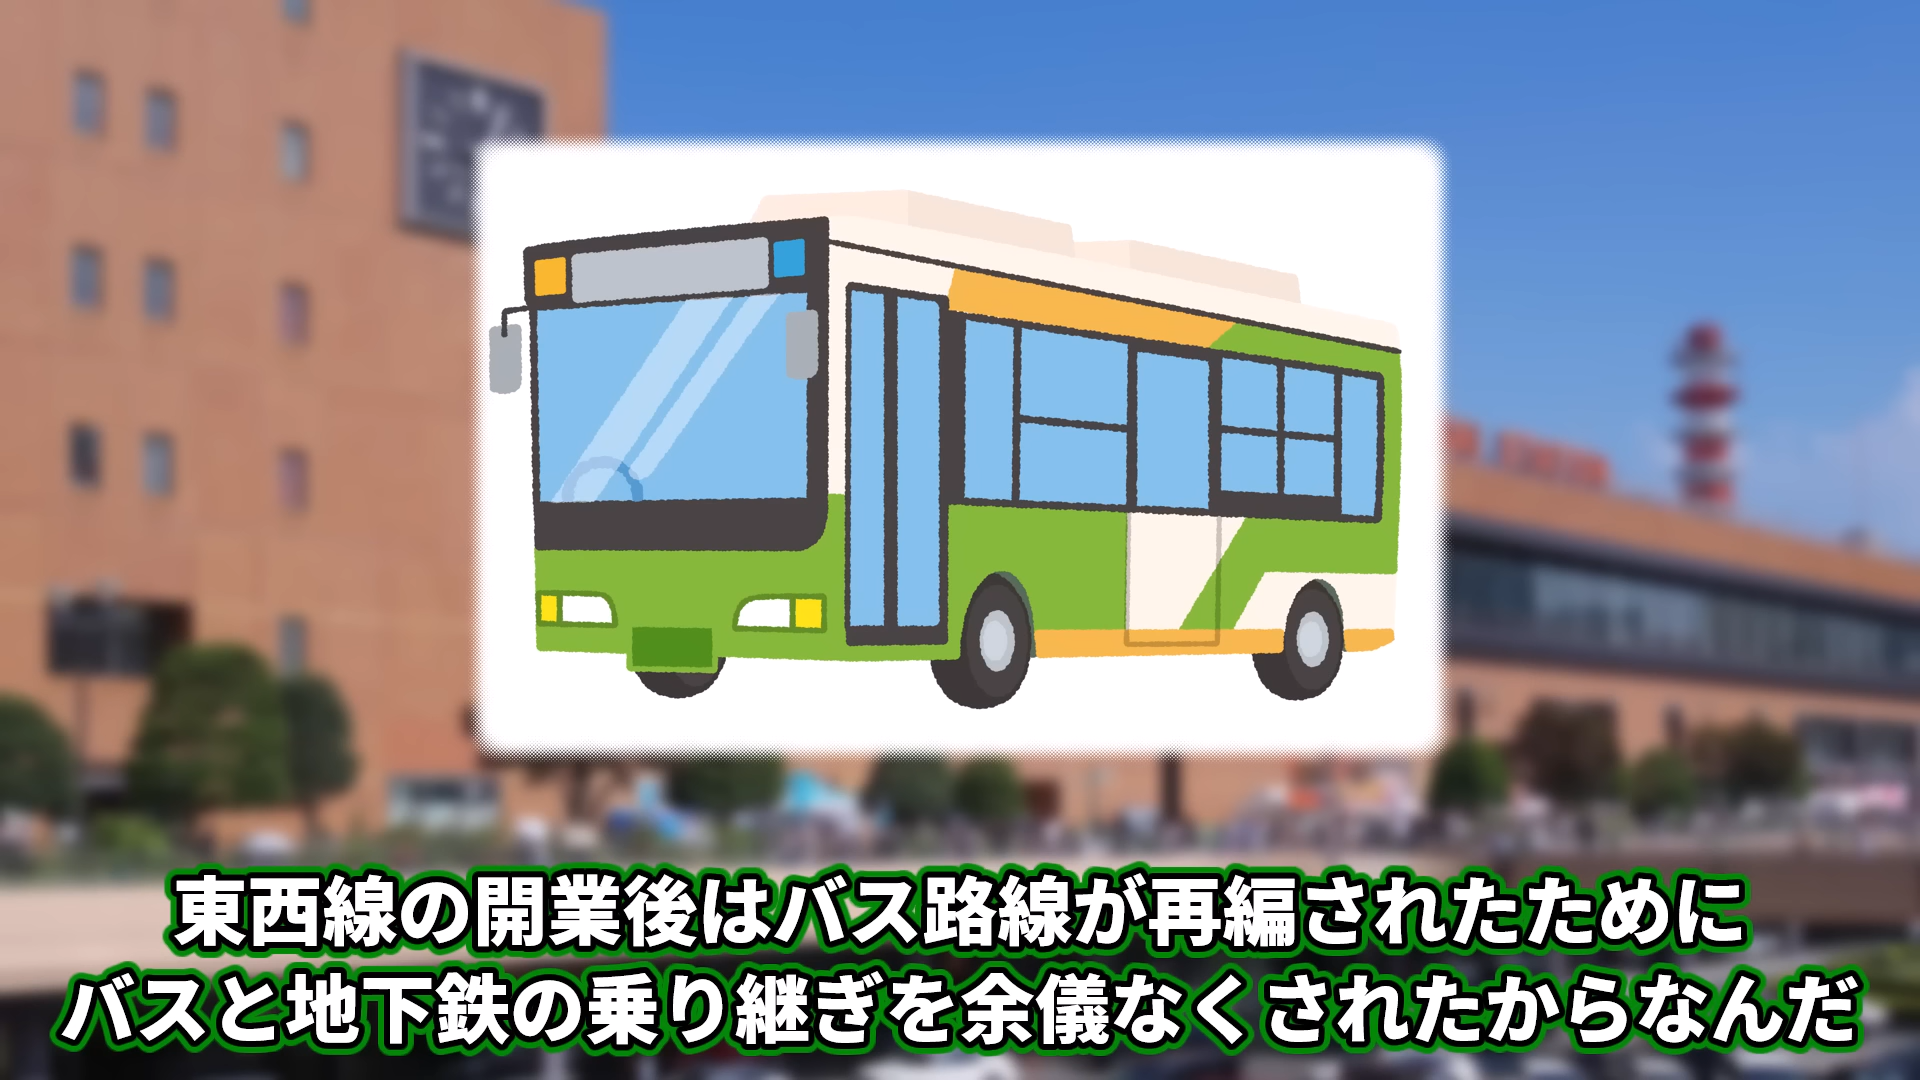 東西線の開業後はバス路線が再編されたために
バスと地下鉄の乗り継ぎを余儀なくされたからなんだ